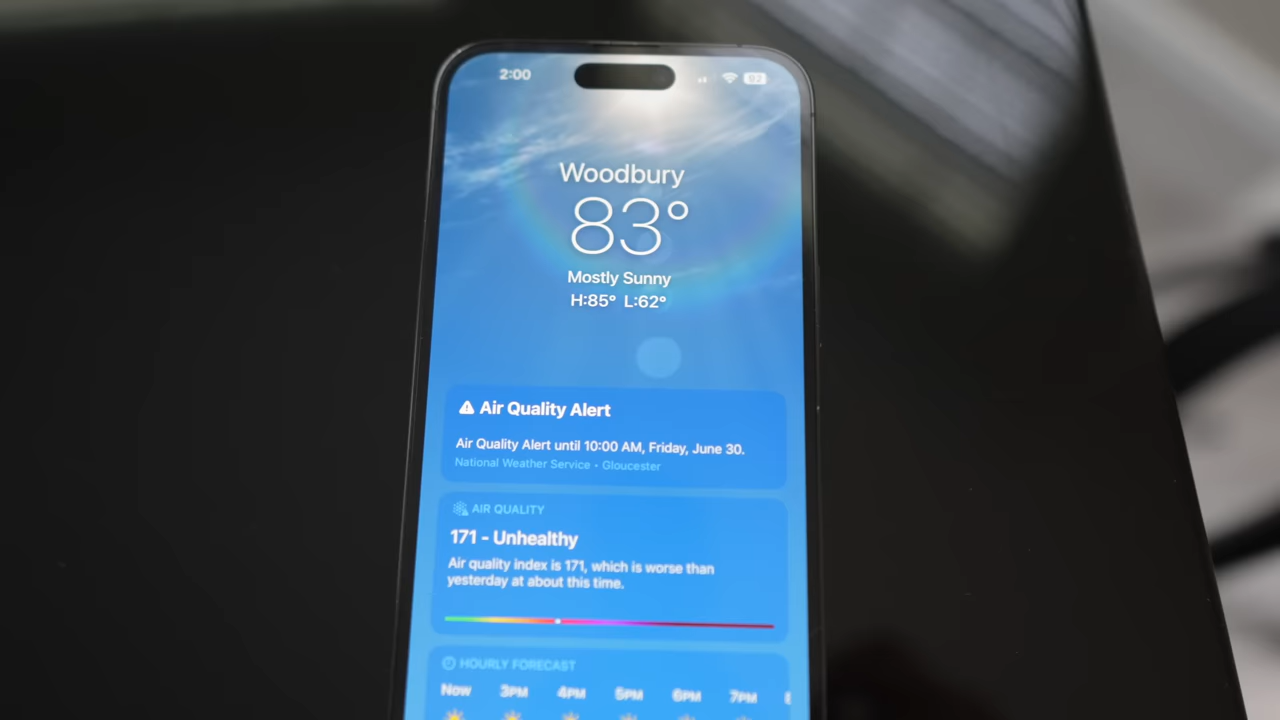 2:00
92
Woodbury
83°
Mostly Sunny
H:85° L:62°
Air Quality Alert
Air Quality Alert until 10:00 AM, Friday, June 30.
National Weather Service • Gloucester
AIR QUALITY
171 - Unhealthy
Air quality index is 171, which is worse than
yesterday at about this time.
HOURLY FORECAST
Now 3PM 4PM 5PM 6PM 7PM